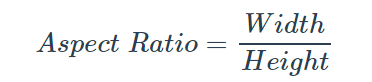 Aspect Ratio = Width / Height